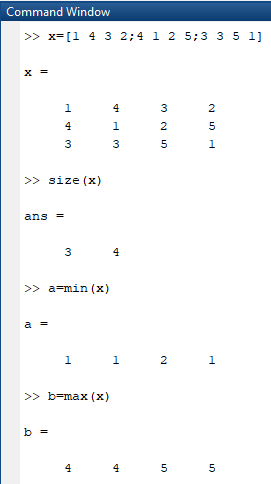 Command Window
>> x=[1 4 3 2;4 1 2 5;3 3 5 1]
x =
1 4 3 2
4 1 2 5
3 3 5 1
>> size(x)
ans =
3 4
>> a=min(x)
a =
1 1 2 1
>> b=max(x)
b =
4 4 5 5